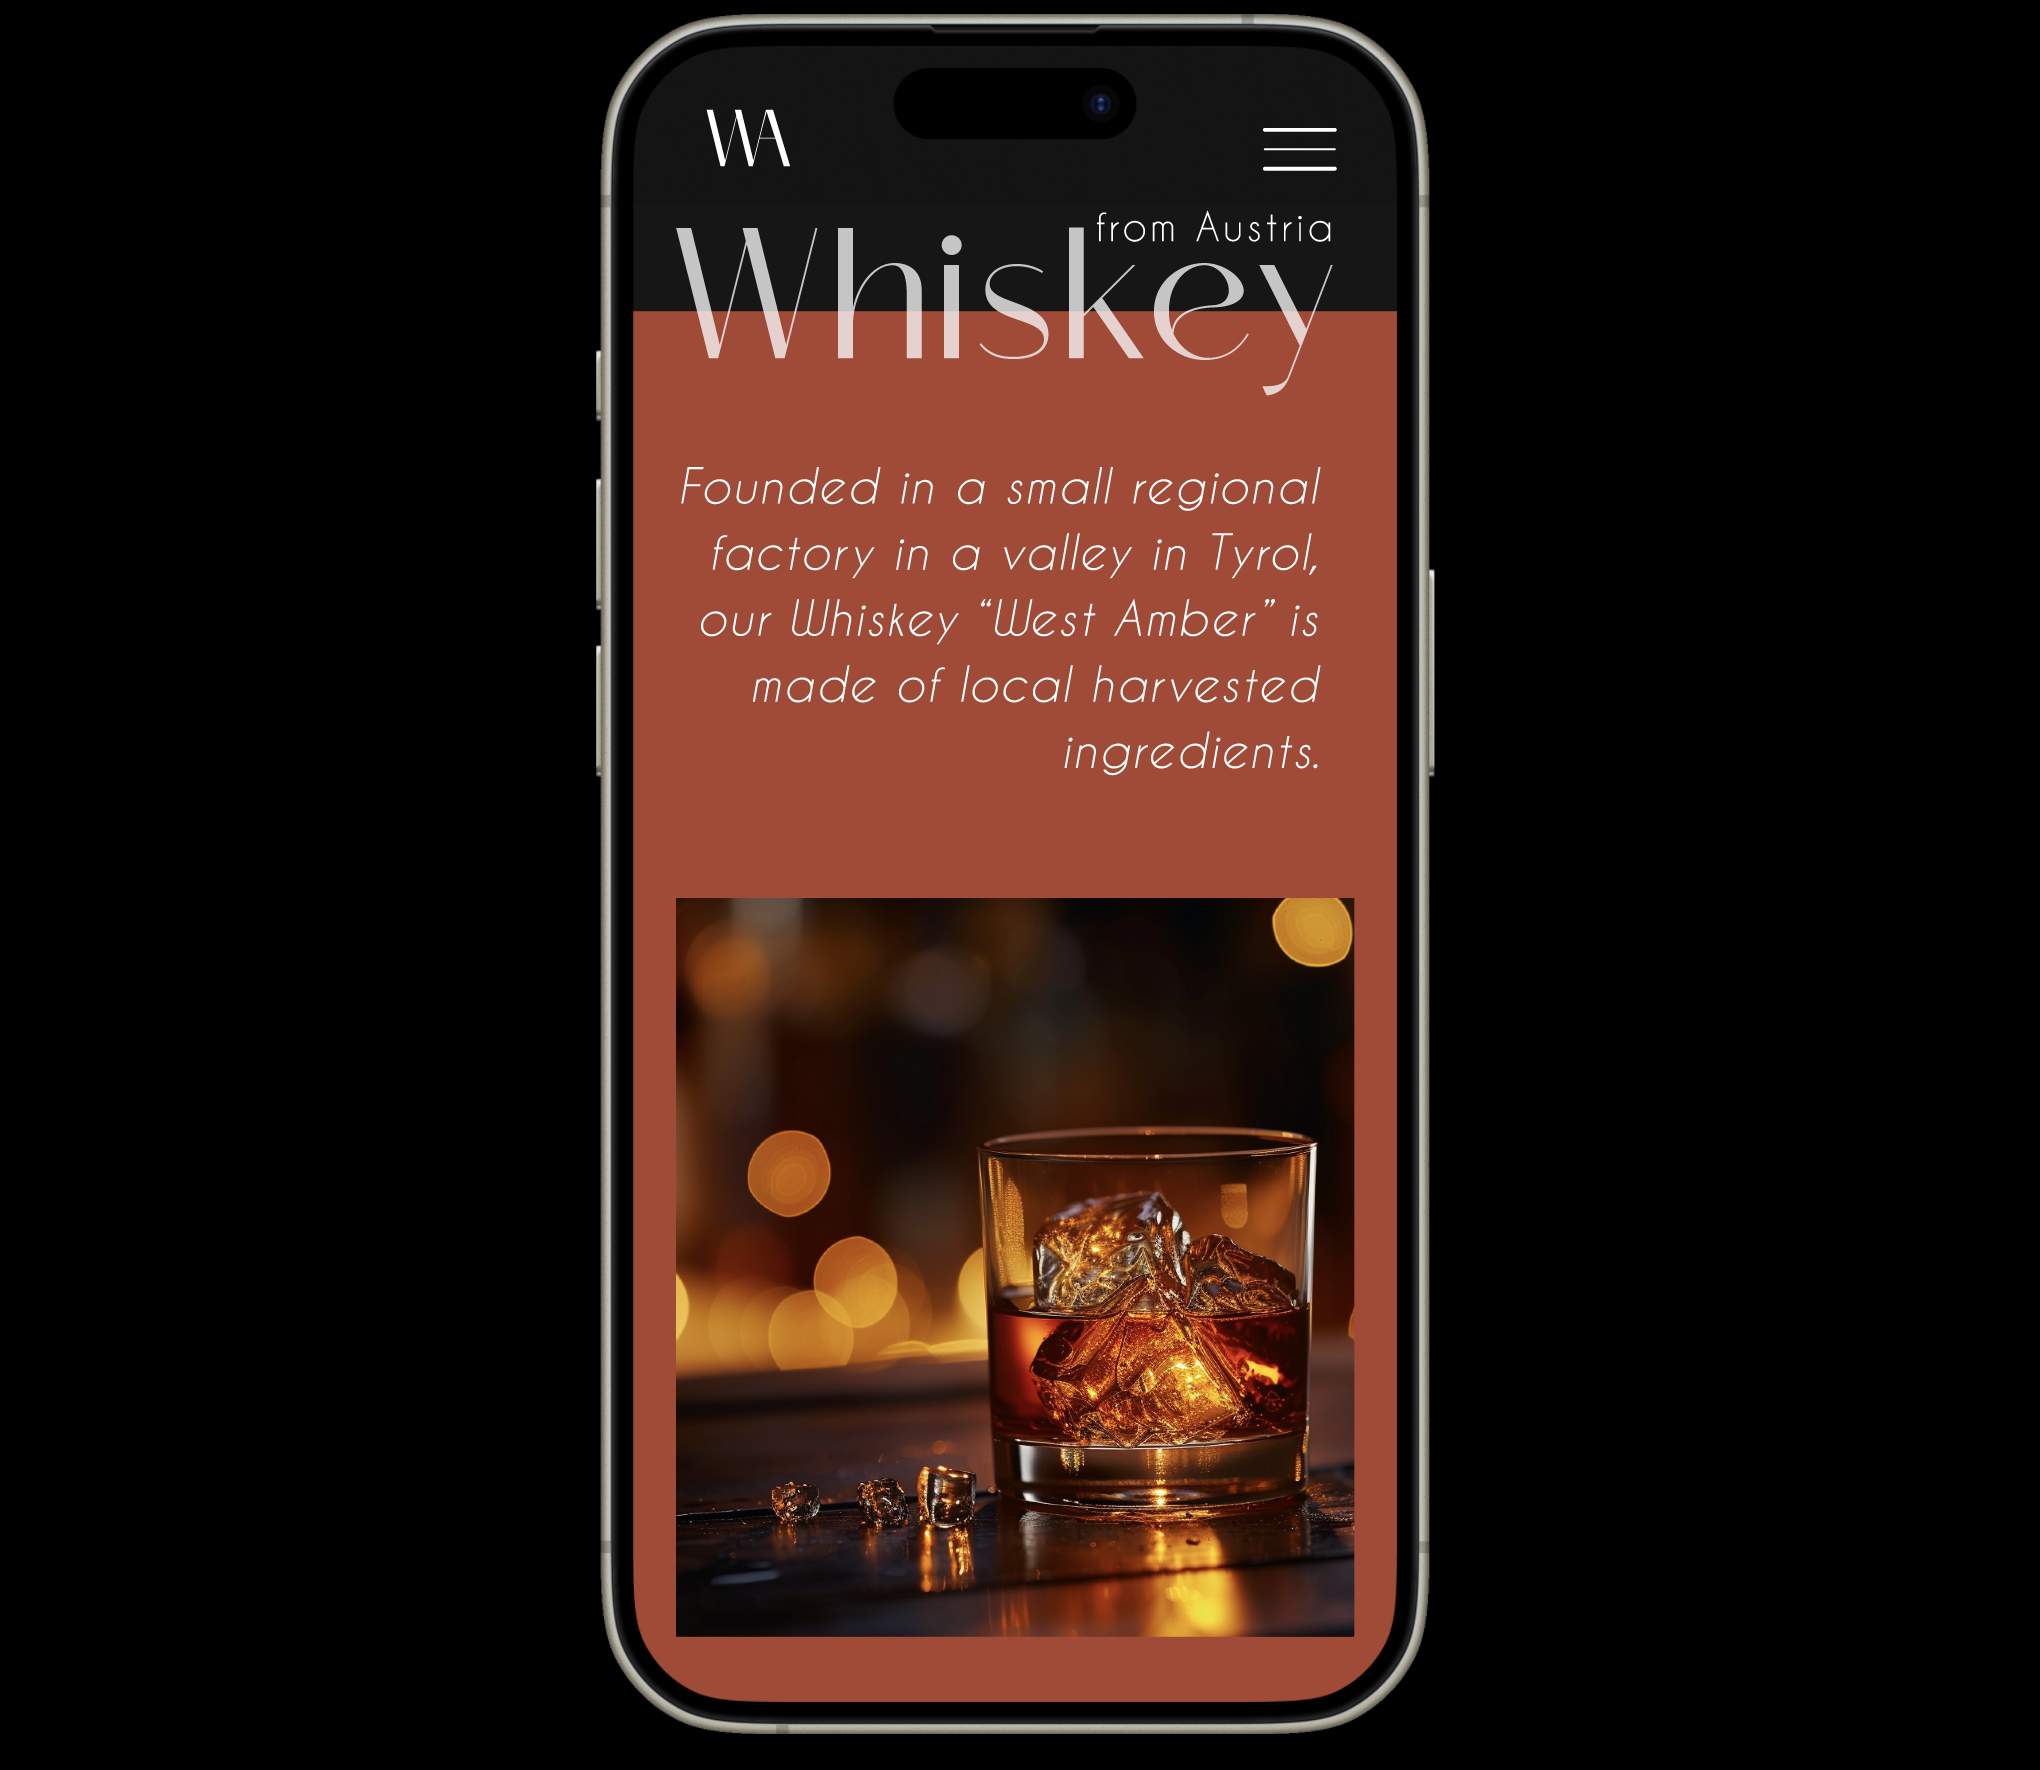 WA
from Austria
Whiskey
Founded in a small regional
factory in a valley in Tyrol,
our Whiskey “West Amber” is
made of local harvested
ingredients.